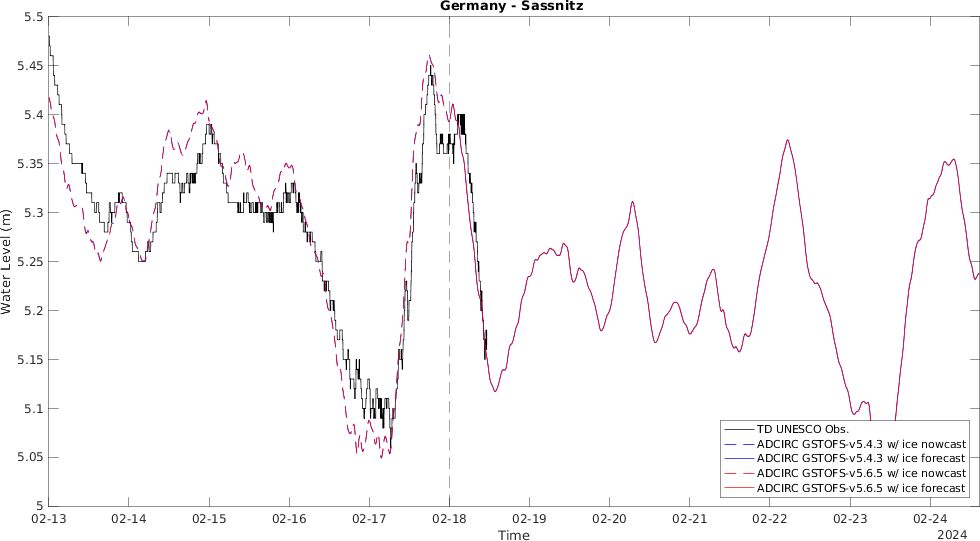 Germany - Sassnitz
5.5
5.45
5.4
5.35
5.3
5.25
5.2
5.15
5.1
5.05
5
Water Level (m)
02-13 02-14 02-15 02-16 02-17 02-18 02-19 02-20 02-21 02-22 02-23 02-24
Time
2024
TD UNESCO Obs.
ADCIRC GSTOFS-v5.4.3 w/ ice nowcast
ADCIRC GSTOFS-v5.4.3 w/ ice forecast
ADCIRC GSTOFS-v5.6.5 w/ ice nowcast
ADCIRC GSTOFS-v5.6.5 w/ ice forecast